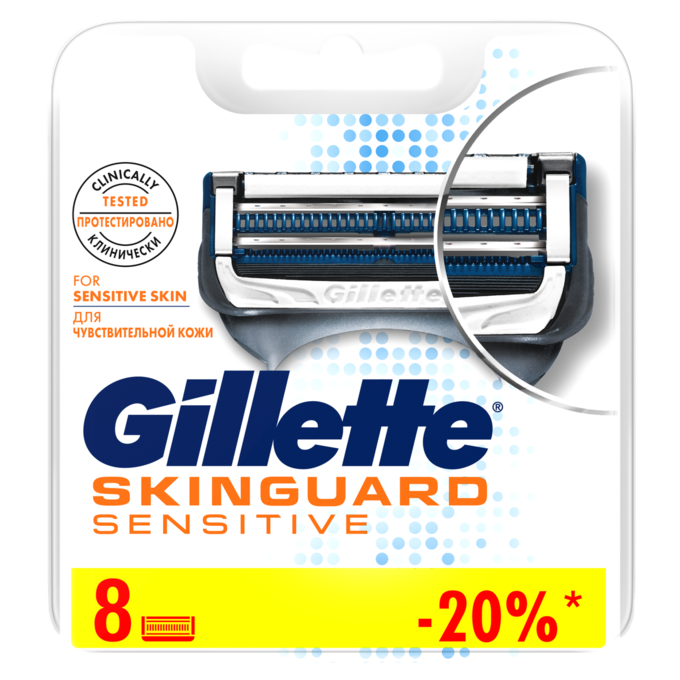 CLINICALLY
TESTED
ПРОТЕСТИРОВАНО
КЛИНИЧЕСКИ
FOR
SENSITIVE SKIN
ДЛЯ
ЧУВСТВИТЕЛЬНОЙ КОЖИ
Gillette
Gillette®
SKINGUARD
SENSITIVE
8 -20%*